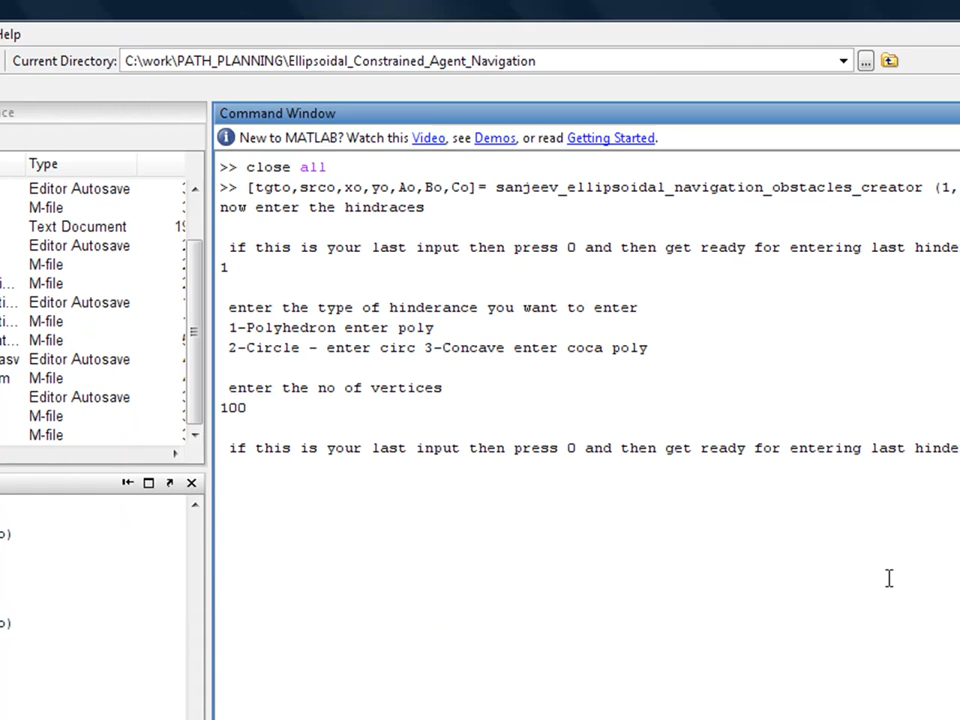 Help
Current Directory: C:\work\PATH_PLANNING\Ellipsoidal_Constrained_Agent_Navigation ...
ce
Command Window
New to MATLAB? Watch this Video, see Demos, or read Getting Started.
Type
Editor Autosave
M-file
Text Document 19
Editor Autosave
M-file
M-file
Editor Autosave
M-file
M-file
Editor Autosave
M-file
Editor Autosave
M-file
M-file
>> close all
>> [tgto,srco,xo,yo,Ao,Bo,Co]= sanjeev_ellipsoidal_navigation_obstacles_creator (1,
now enter the hindraces
if this is your last input then press 0 and then get ready for entering last hinde
1
enter the type of hinderance you want to enter
1-Polyhedron enter poly
2-Circle - enter circ 3-Concave enter coca poly
enter the no of vertices
100
if this is your last input then press 0 and then get ready for entering last hinde
o)
o)